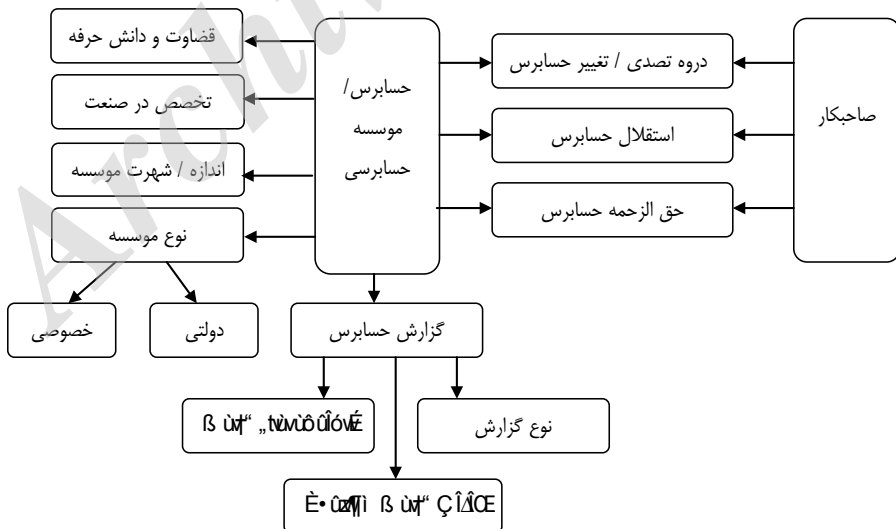 قضاوت و دانش حرفه
تخصص در صنعت
اندازه / شهرت موسسه
نوع موسسه
خصوصی
دولتی
حسابرس/
موسسه
حسابرسی
دروه تصدی / تغییر حسابرس
استقلال حسابرس
حق الزحمه حسابرس
صاحبکار
گزارش حسابرس
نوع گزارش